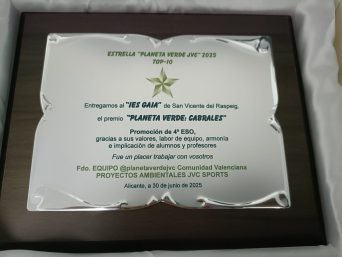 ESTRELLA "PLANETA VERDE JVC" 2025
TOP-10
Entregamos al "IES GAIA" de San Vicente del Raspeig,
el premio "PLANETA VERDE: CABRALES"
Promoción de 4º ESO,
gracias a sus valores, labor de equipo, armonía
e implicación de alumnos y profesores
Fue un placer trabajar con vosotros
Fdo. EQUIPO @planetaverdejvc Comunidad Valenciana
PROYECTOS AMBIENTALES JVC SPORTS
Alicante, a 30 de junio de 2025